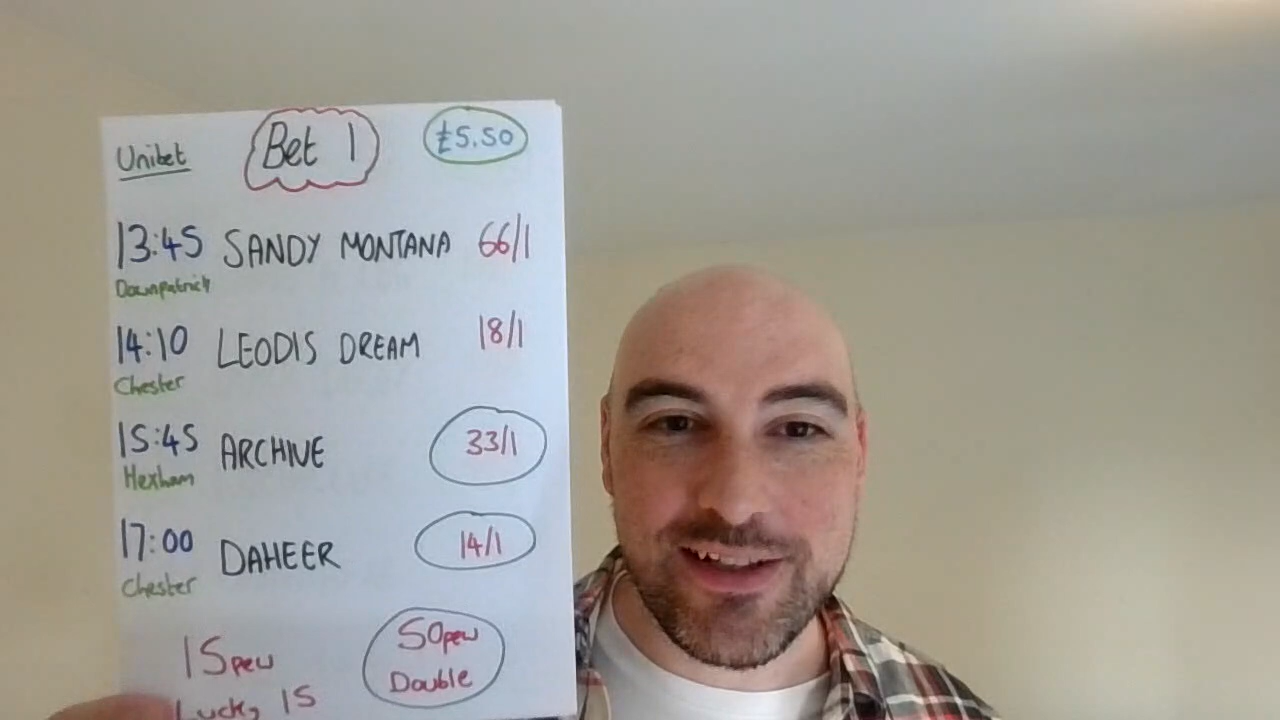 Unibet Bet 1 £5.50
13:45 SANDY MONTANA 66/1
Downpatrick
14:10 LEODIS DREAM 18/1
Chester
15:45 ARCHIVE 33/1
Hexham
17:00 DAHEER 14/1
Chester
15pew
Lucky 15
50pew
Double